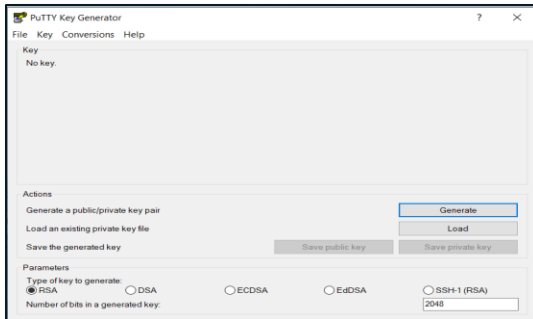 PuTTY Key Generator ? ×
File Key Conversions Help
Key
No key.
Actions
Generate a public/private key pair Generate
Load an existing private key file Load
Save the generated key Save public key Save private key
Parameters
Type of key to generate:
RSA DSA ECDSA EdDSA SSH-1 (RSA)
Number of bits in a generated key: 2048